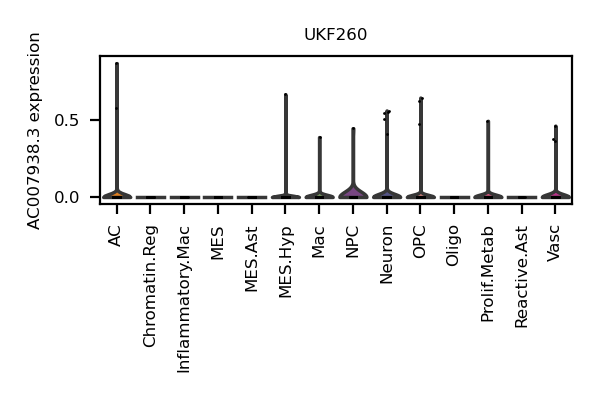 UKF260
AC007938.3 expression
0.5
0.0
AC
Chromatin.Reg
Inflammatory.Mac
MES
MES.Ast
MES.Hyp
Mac
NPC
Neuron
OPC
Oligo
Prolif.Metab
Reactive.Ast
Vasc